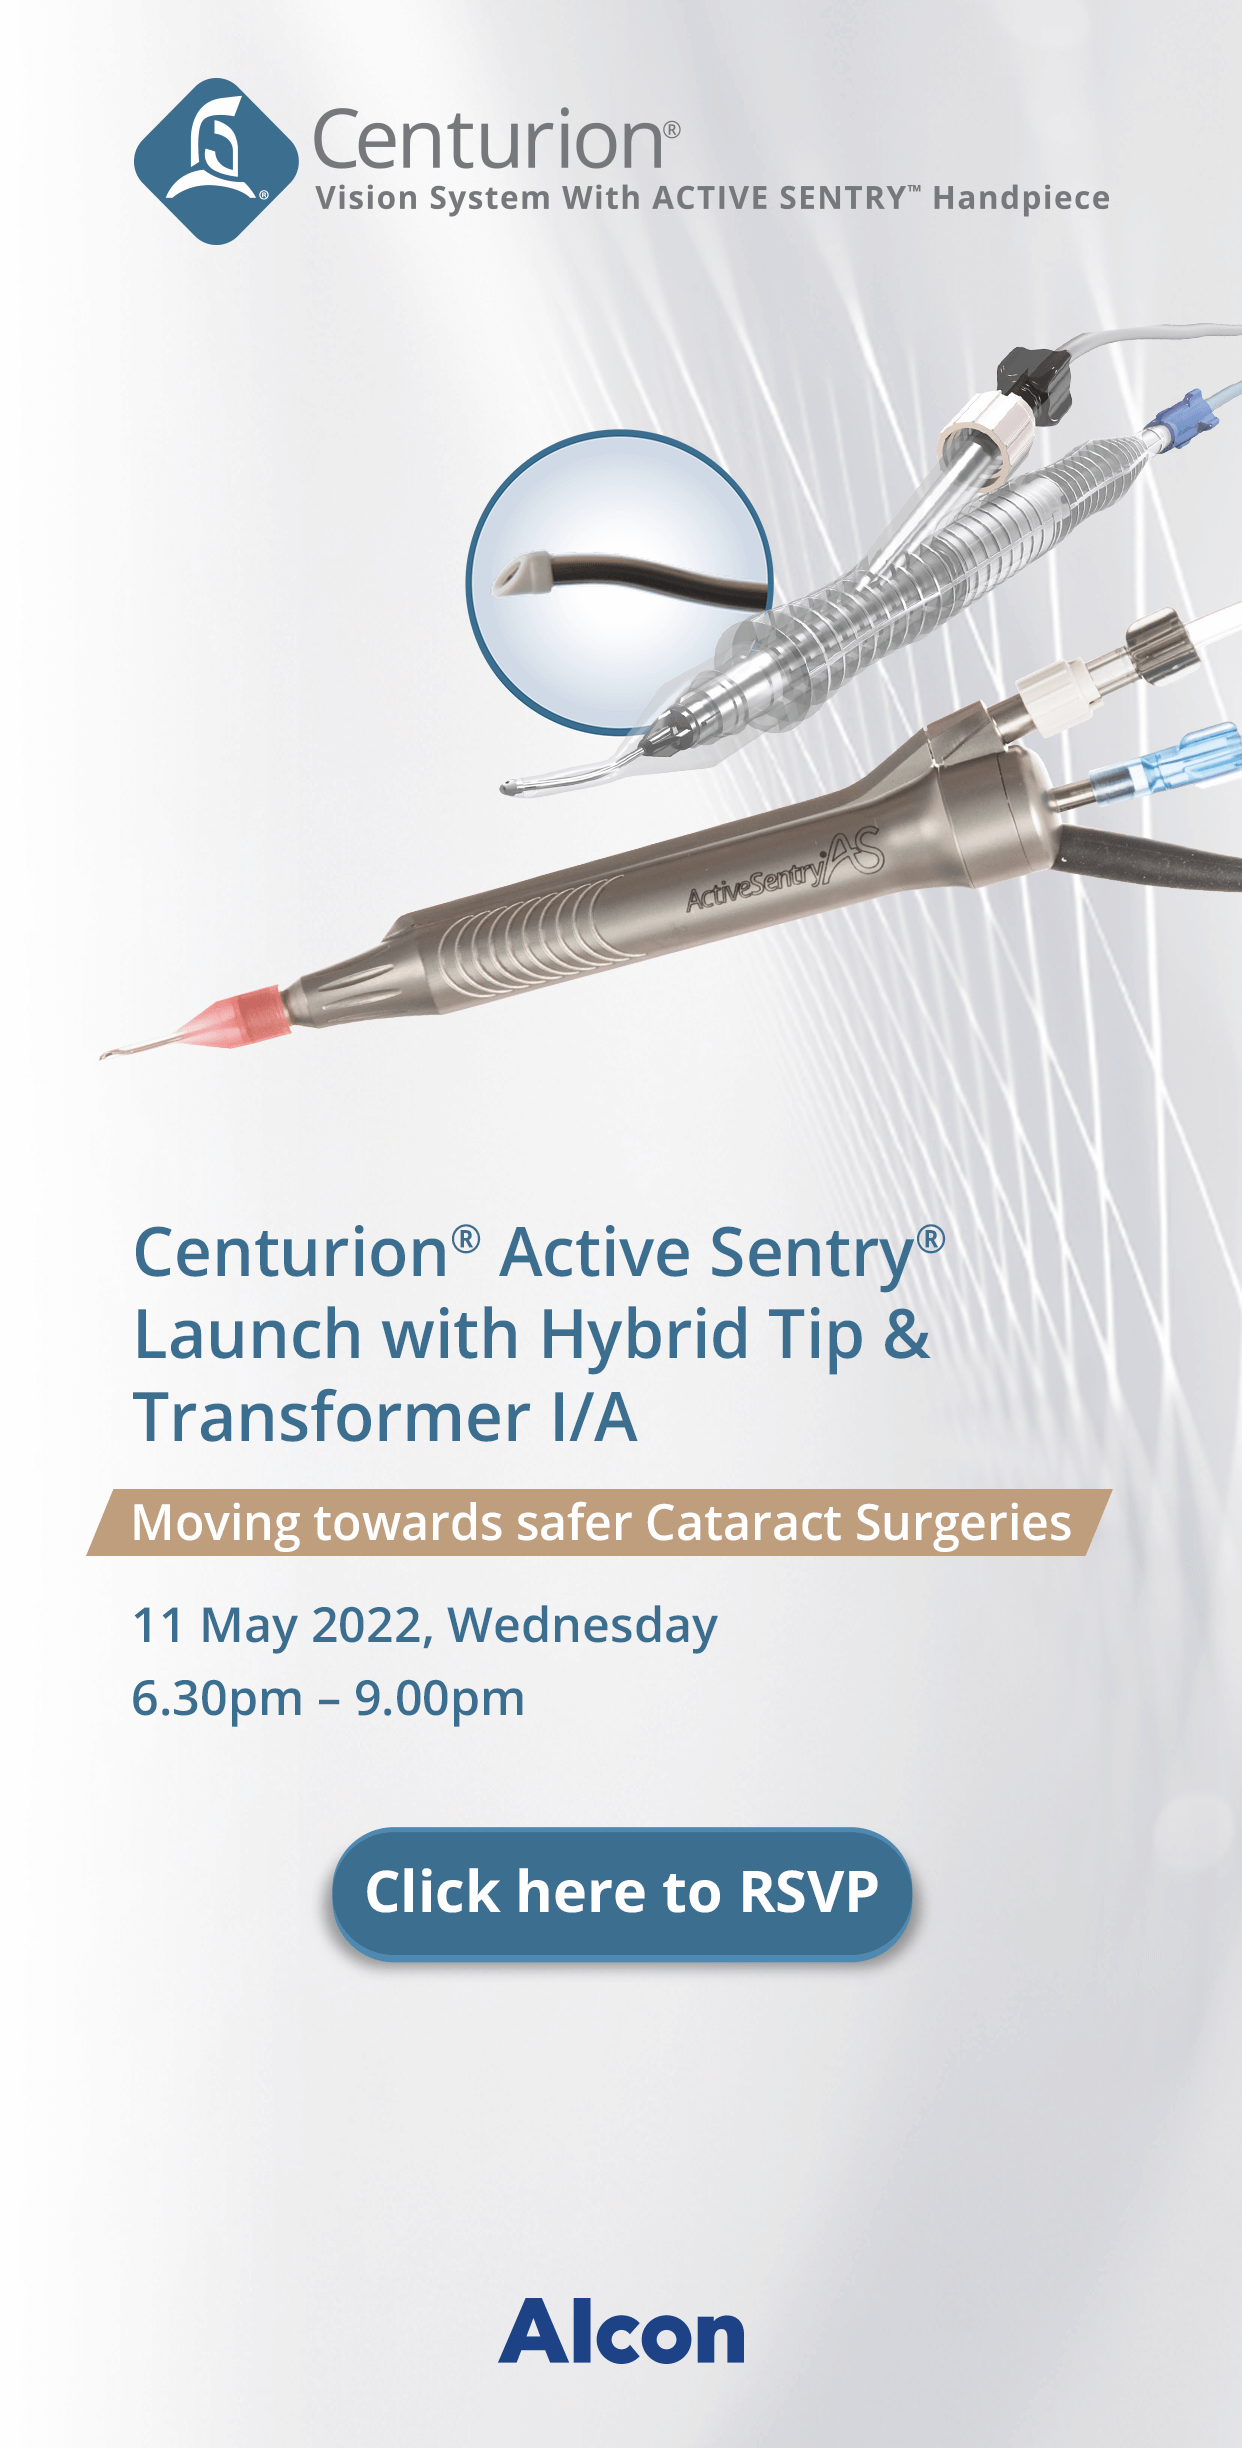 Centurion®
Vision System With ACTIVE SENTRY™ Handpiece
®
ActiveSentry AS
Centurion® Active Sentry®
Launch with Hybrid Tip &
Transformer I/A
Moving towards safer Cataract Surgeries
11 May 2022, Wednesday
6.30pm – 9.00pm
Click here to RSVP
Alcon